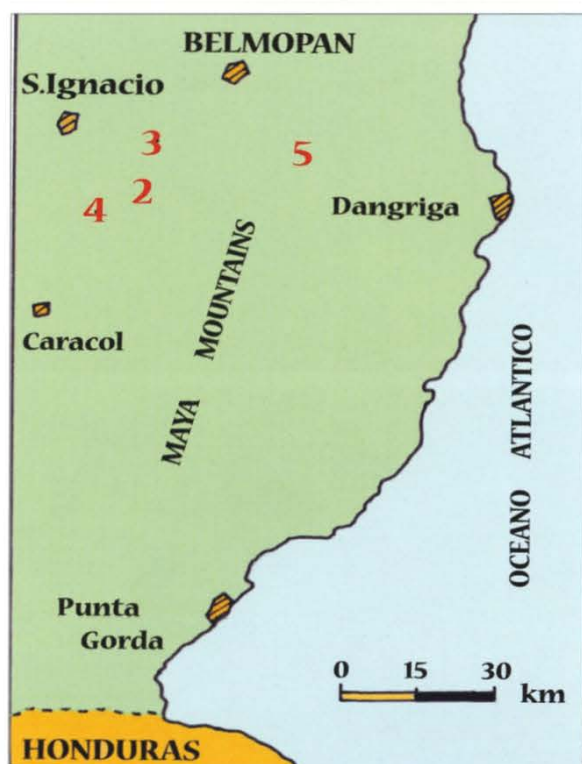 BELMOPAN
S.Ignacio
3
5
2
4
Dangriga
MAYA MOUNTAINS
Caracol
OCEANO ATLANTICO
Punta
Gorda
0 15 30
km
HONDURAS